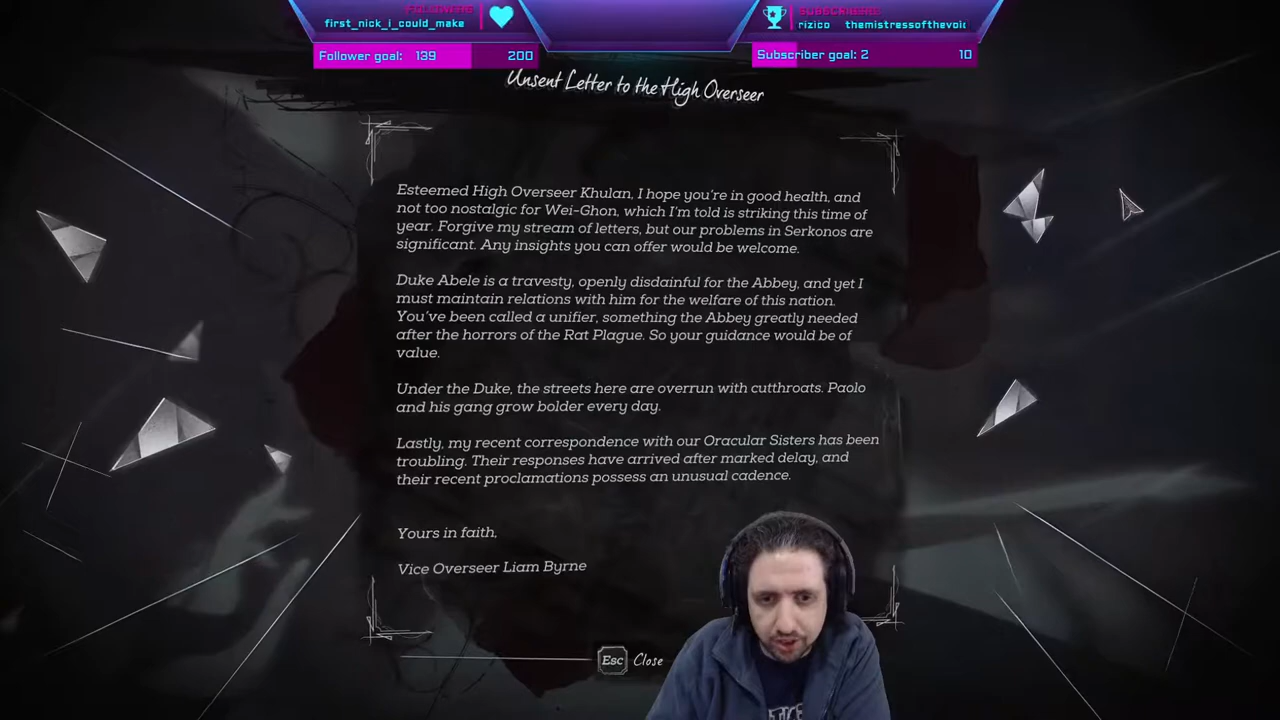 FOLLOWERS
first_nick_i_could_make
SUBSCRIBERS
rizico themistressofthevoid
Follower goal: 139 200
Subscriber goal: 2 10
Unsent Letter to the High Overseer
Esteemed High Overseer Khulan, I hope you're in good health, and
not too nostalgic for Wei-Ghon, which I'm told is striking this time of
year. Forgive my stream of letters, but our problems in Serkonos are
significant. Any insights you can offer would be welcome.
Duke Abele is a travesty, openly disdainful for the Abbey, and yet I
must maintain relations with him for the welfare of this nation.
You've been called a unifier, something the Abbey greatly needed
after the horrors of the Rat Plague. So your guidance would be of
value.
Under the Duke, the streets here are overrun with cutthroats. Paolo
and his gang grow bolder every day.
Lastly, my recent correspondence with our Oracular Sisters has been
troubling. Their responses have arrived after marked delay, and
their recent proclamations possess an unusual cadence.
Yours in faith,
Vice Overseer Liam Byrne
Esc Close